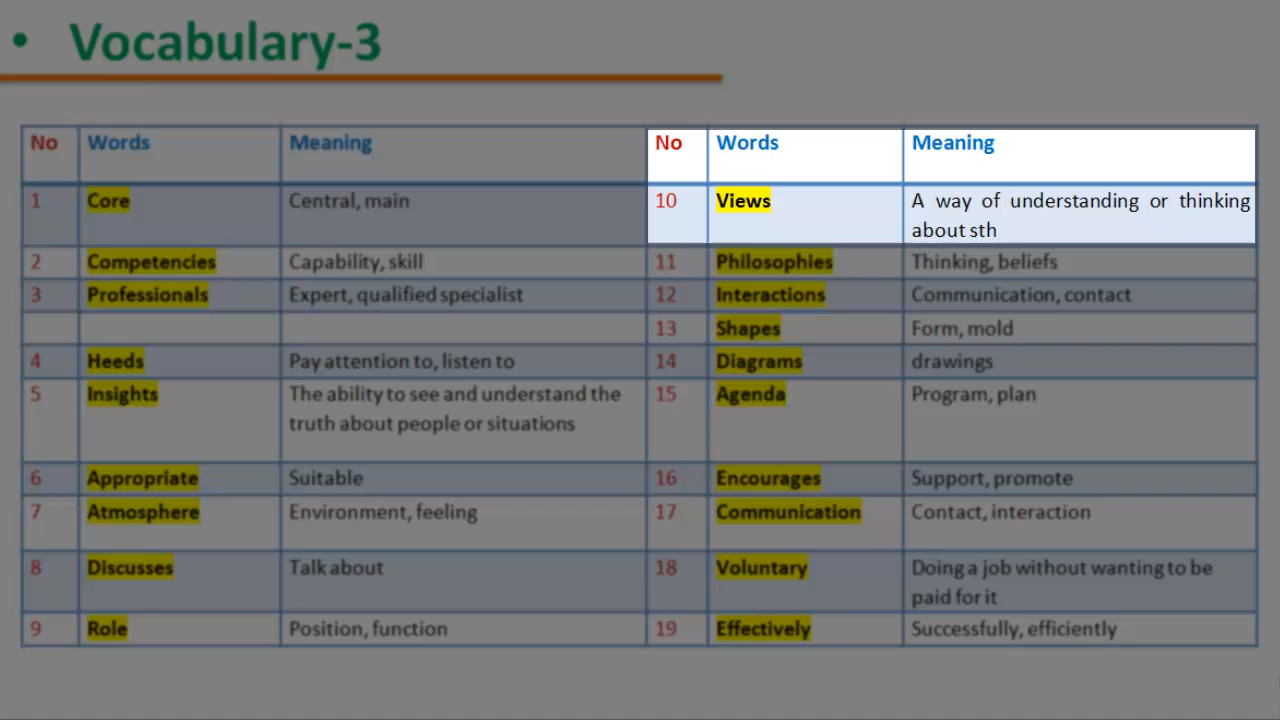 • Vocabulary-3
No Words Meaning No Words Meaning
1 Core Central, main 10 Views A way of understanding or thinking
about sth
2 Competencies Capability, skill 11 Philosophies Thinking, beliefs
3 Professionals Expert, qualified specialist 12 Interactions Communication, contact
13 Shapes Form, mold
4 Heeds Pay attention to, listen to 14 Diagrams drawings
5 Insights The ability to see and understand the 15 Agenda Program, plan
truth about people or situations
6 Appropriate Suitable 16 Encourages Support, promote
7 Atmosphere Environment, feeling 17 Communication Contact, interaction
8 Discusses Talk about 18 Voluntary Doing a job without wanting to be
paid for it
9 Role Position, function 19 Effectively Successfully, efficiently